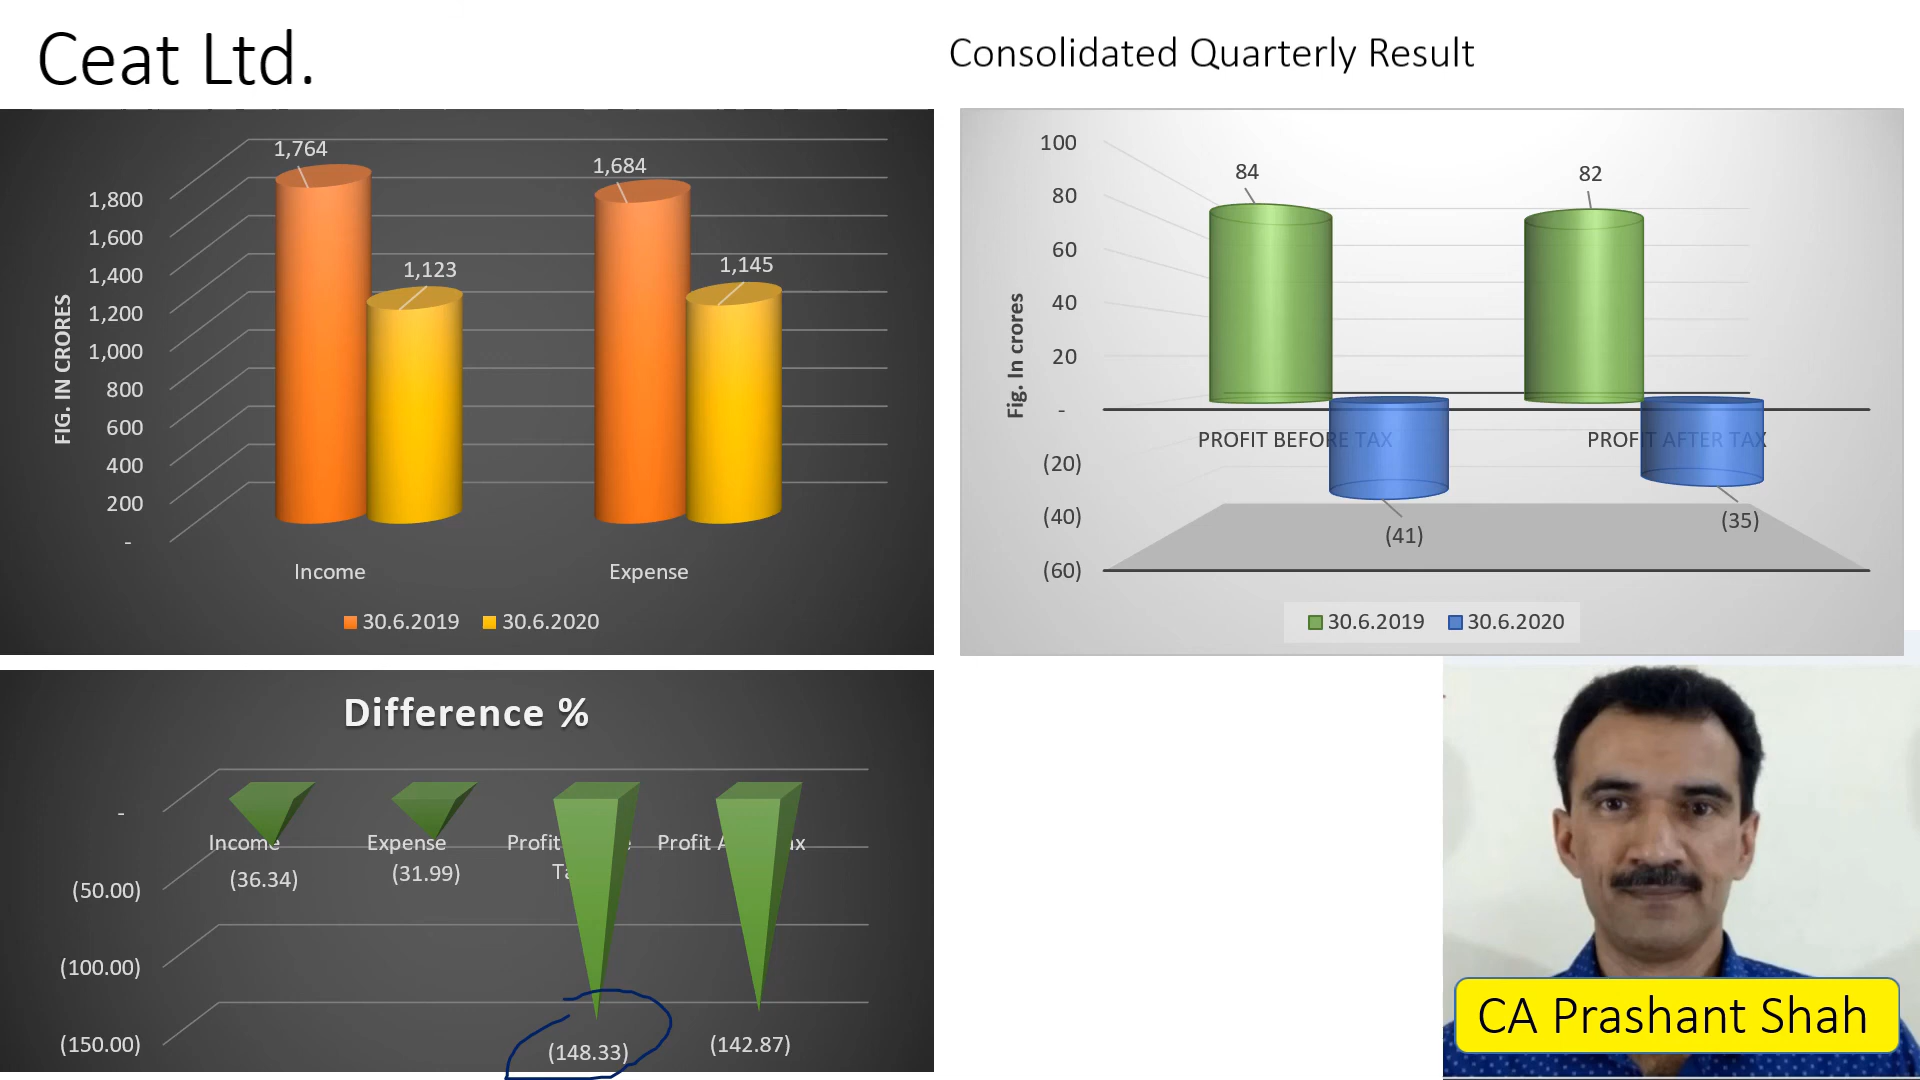 Ceat Ltd.
Consolidated Quarterly Result
FIG. IN CRORES
1,800
1,600
1,400
1,200
1,000
800
600
400
200
-
1,764
1,123
1,684
1,145
Income
Expense
30.6.2019
30.6.2020
Fig. In crores
100
80
60
40
20
-
(20)
(40)
(60)
84
82
PROFIT BEFORE TAX
PROFIT AFTER TAX
(41)
(35)
30.6.2019
30.6.2020
Difference %
-
(50.00)
(100.00)
(150.00)
Income
Expense
Profit
Profit
(36.34)
(31.99)
(148.33)
(142.87)
CA Prashant Shah